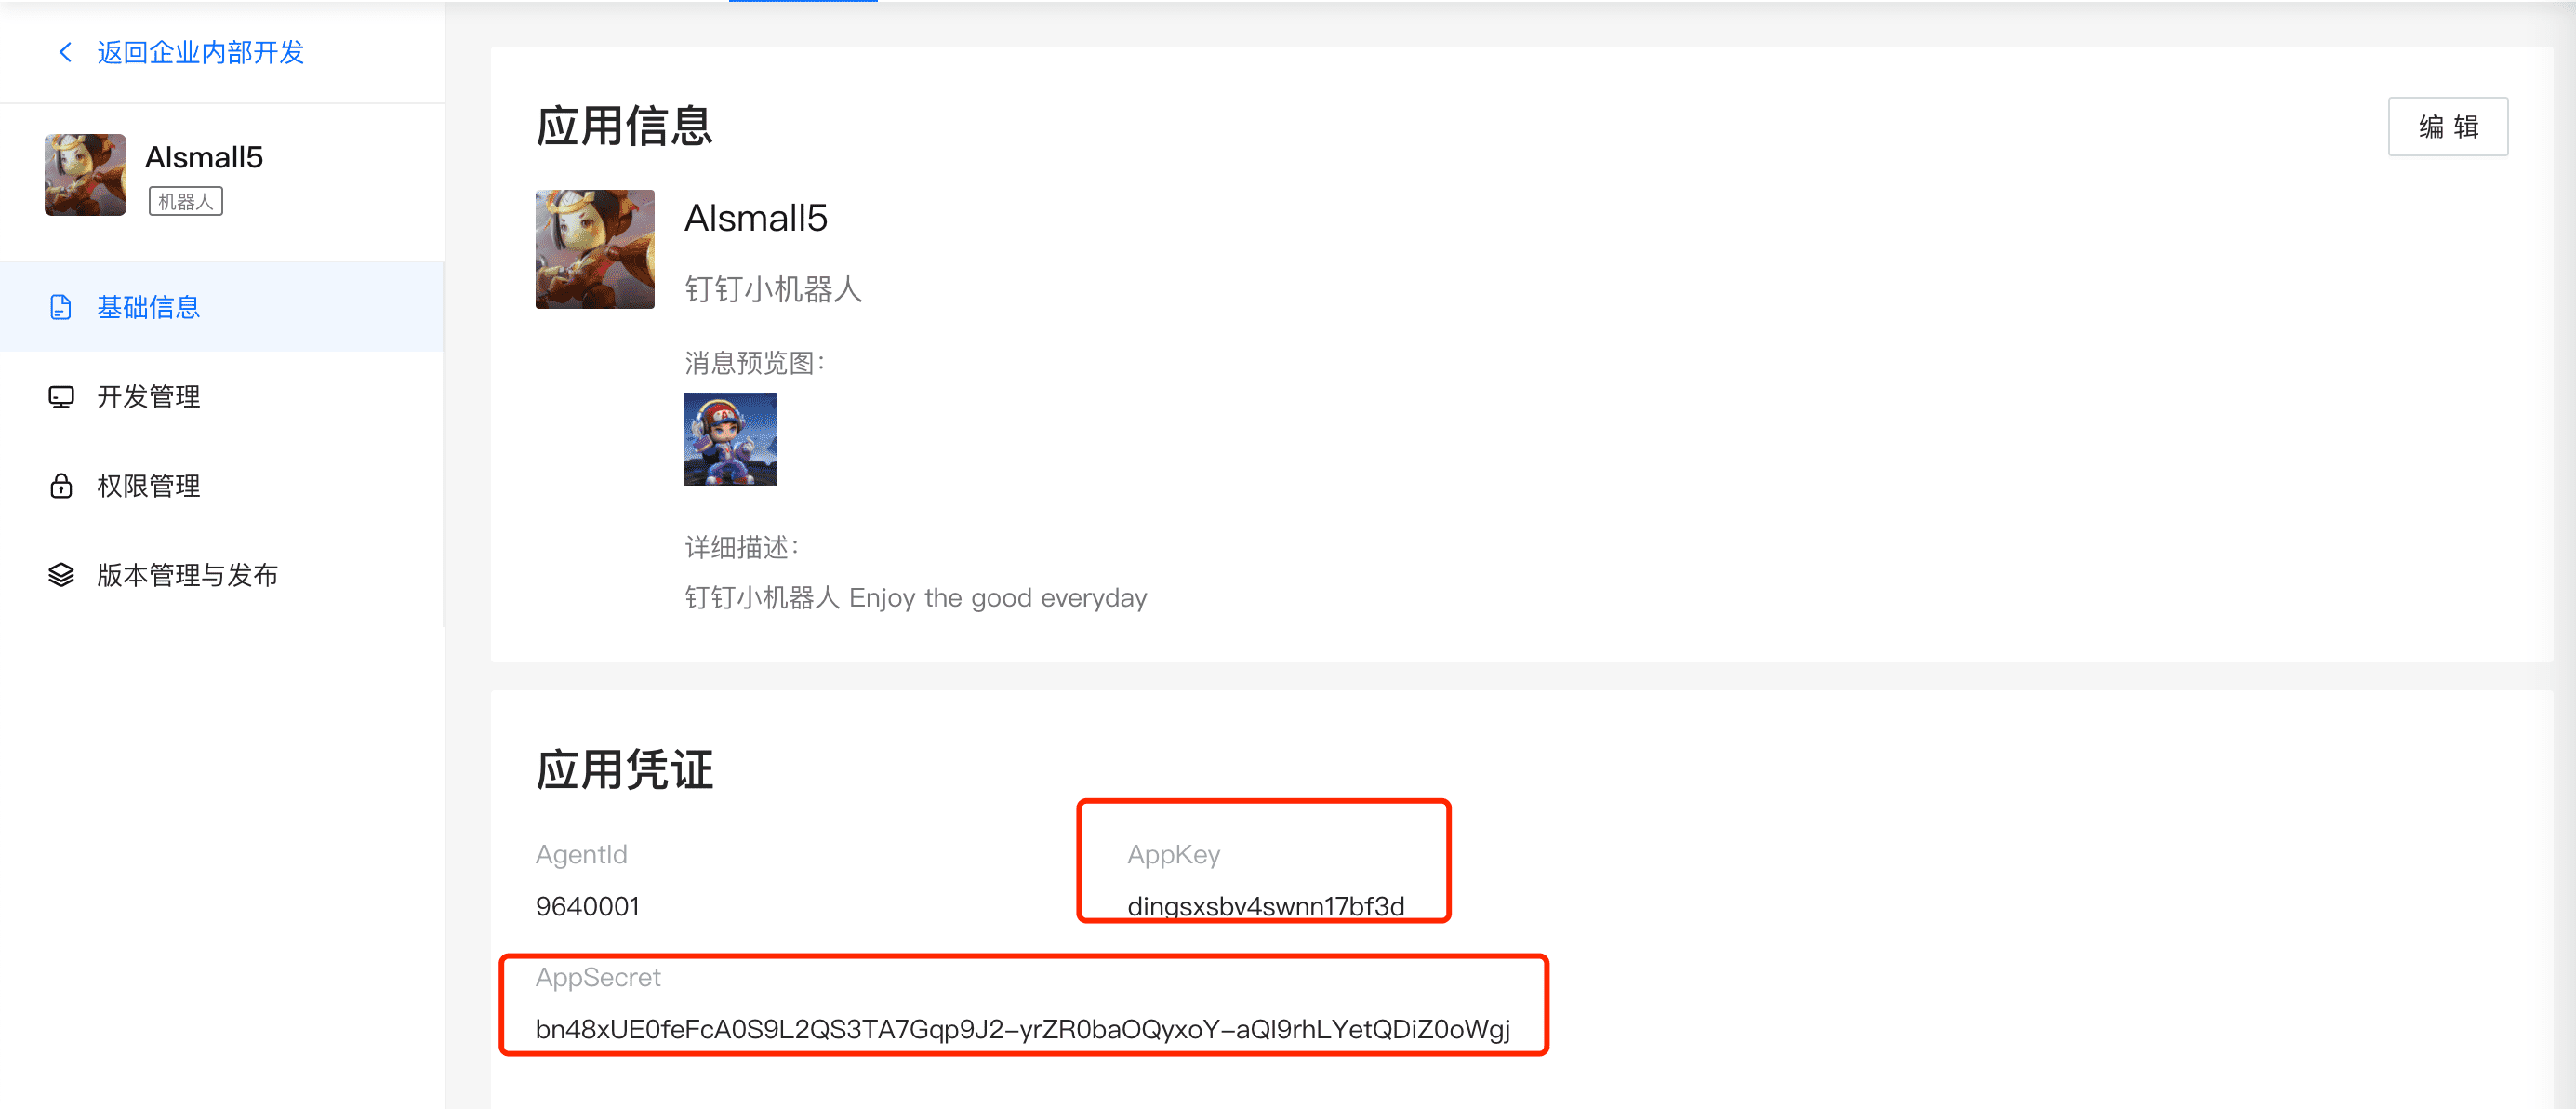 返回企业内部开发
AIsmall5
机器人
基础信息
开发管理
权限管理
版本管理与发布
应用信息
编 辑
AIsmall5
钉钉小机器人
消息预览图：
详细描述：
钉钉小机器人 Enjoy the good everyday
应用凭证
AgentId
9640001
AppKey
dingsxsbv4swnn17bf3d
AppSecret
bn48xUE0feFcA0S9L2QS3TA7Gqp9J2-yrZR0baOQyxoY-aQI9rhLYetQDiZ0oWgj